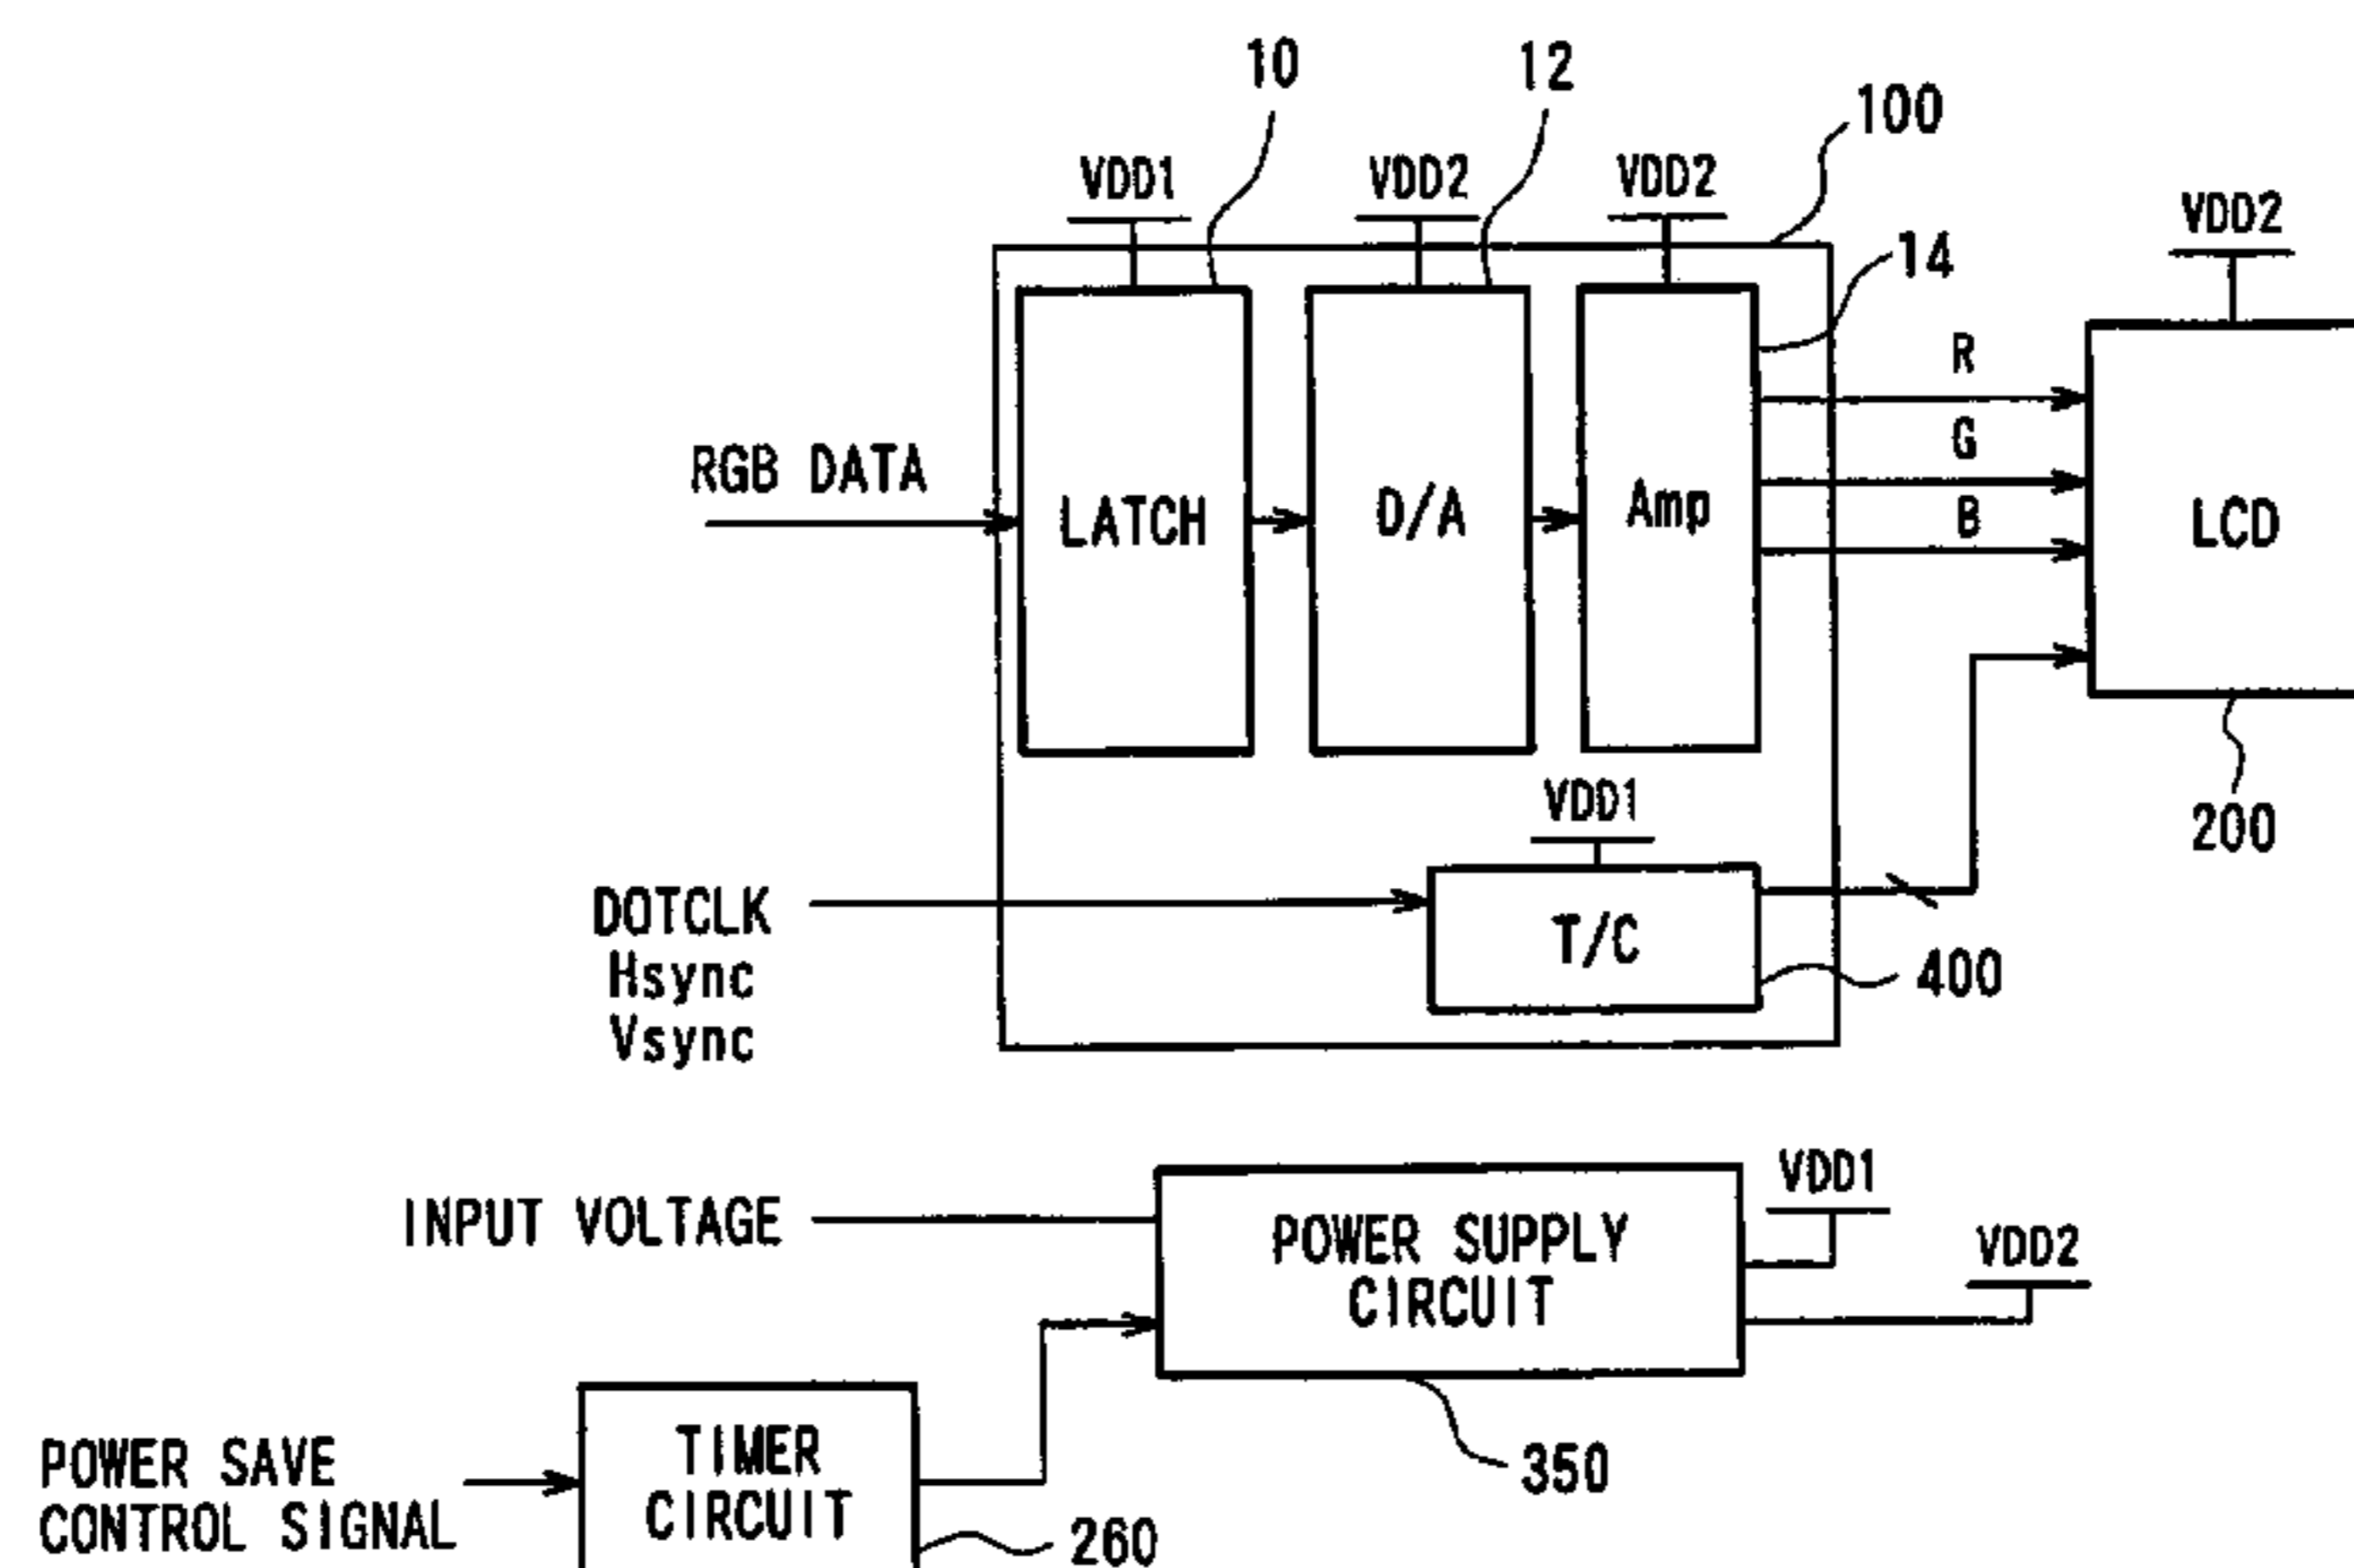 10
12
100
VDD1
VDD2
VDD2
VDD2
14
R
G
B
RGB DATA
LATCH
D/A
Amp
LCD
VDD1
200
DOTCLK
Hsync
Vsync
T/C
400
VDD1
INPUT VOLTAGE
POWER SUPPLY
CIRCUIT
VDD2
350
POWER SAVE
CONTROL SIGNAL
TIMER
CIRCUIT
260